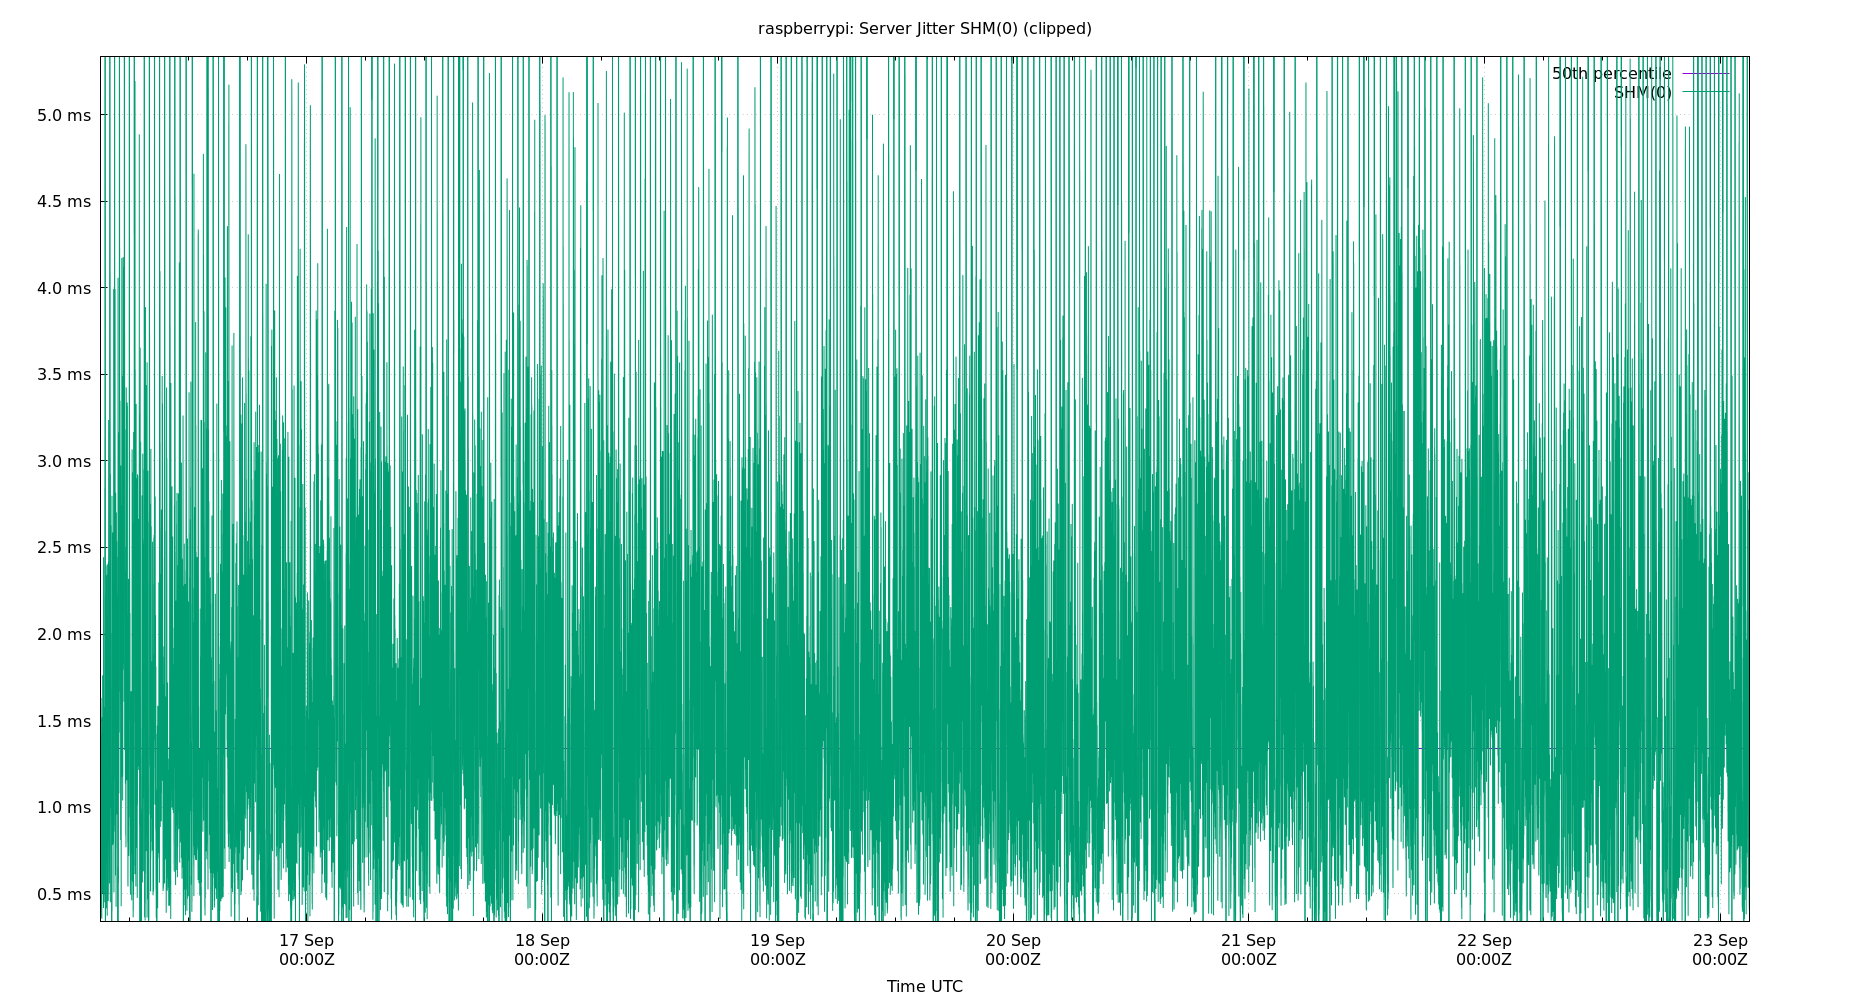 raspberrypi: Server Jitter SHM(0) (clipped)
50th percentile
SHM(0)
5.0 ms
4.5 ms
4.0 ms
3.5 ms
3.0 ms
2.5 ms
2.0 ms
1.5 ms
1.0 ms
0.5 ms
17 Sep 18 Sep 19 Sep 20 Sep 21 Sep 22 Sep 23 Sep
00:00Z 00:00Z 00:00Z 00:00Z 00:00Z 00:00Z 00:00Z
Time UTC